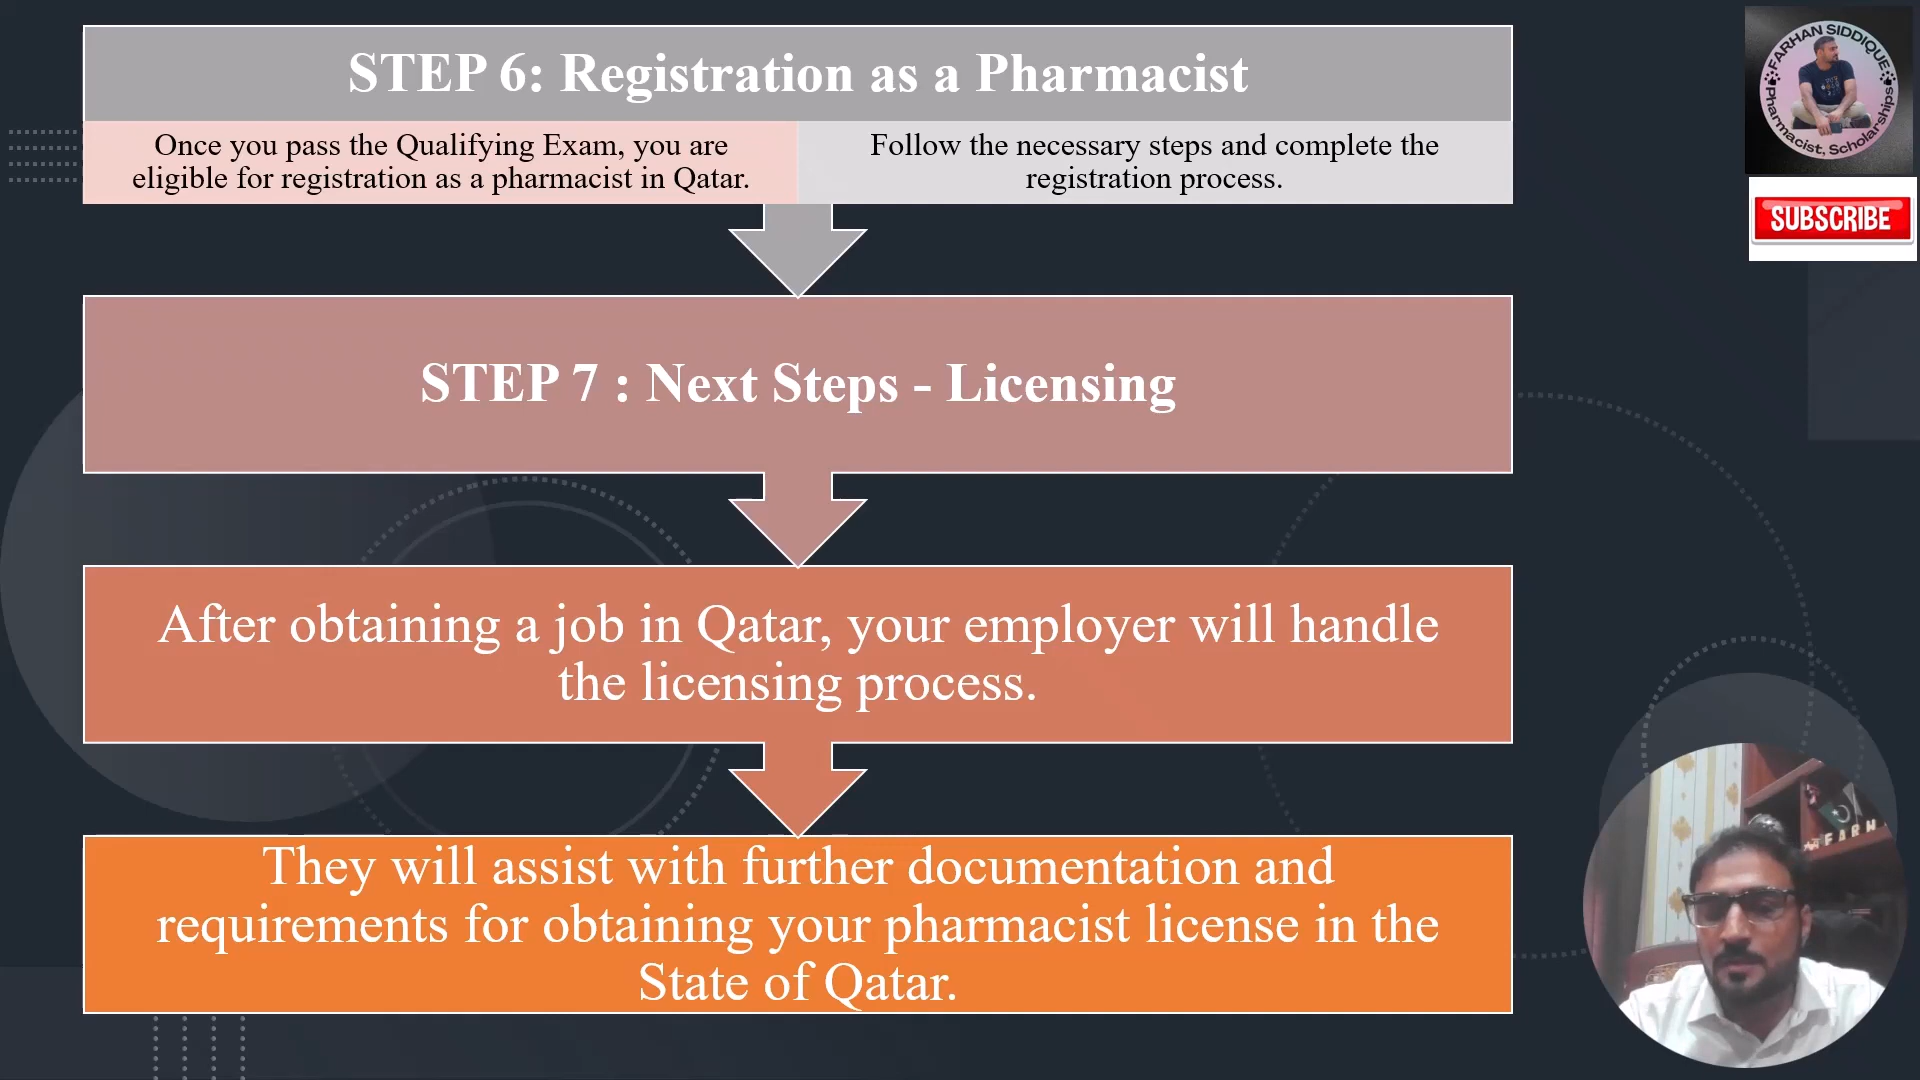 STEP 6: Registration as a Pharmacist
Once you pass the Qualifying Exam, you are
eligible for registration as a pharmacist in Qatar.
Follow the necessary steps and complete the
registration process.
STEP 7 : Next Steps - Licensing
After obtaining a job in Qatar, your employer will handle
the licensing process.
They will assist with further documentation and
requirements for obtaining your pharmacist license in the
State of Qatar.
FARHAN SIDDIQUE
Pharmacist, Scholarships
SUBSCRIBE